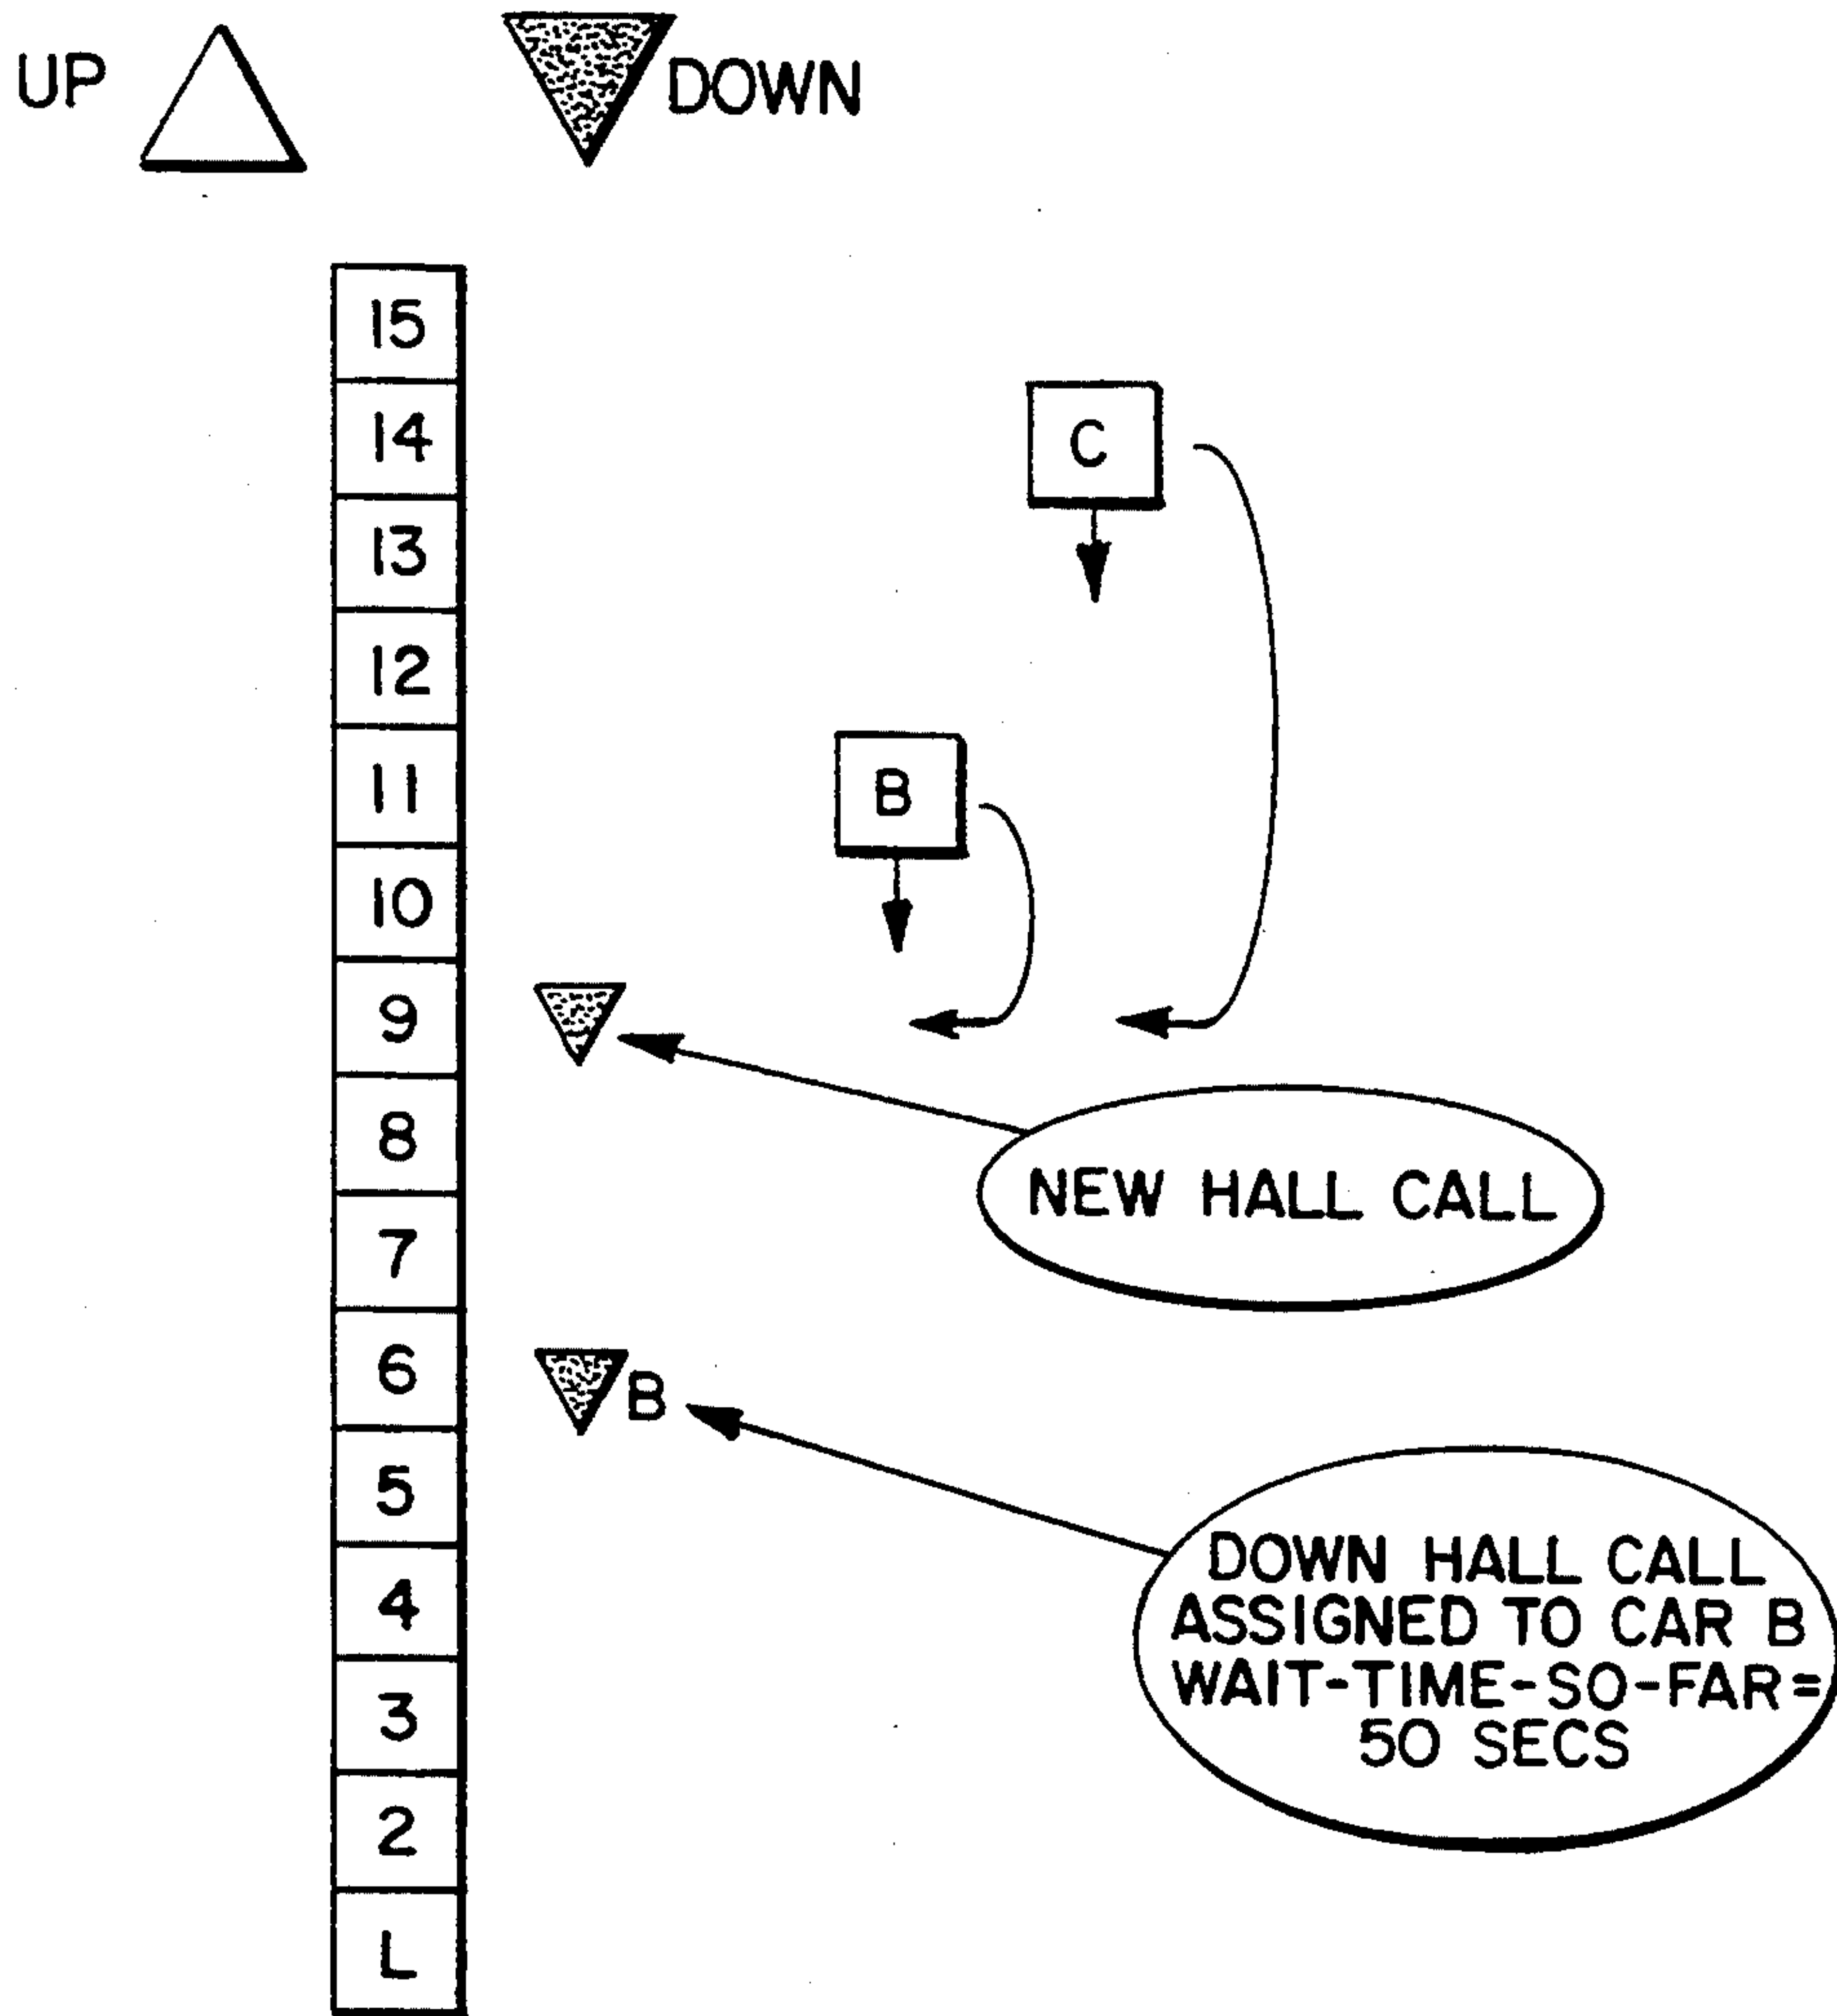 UP
DOWN
15
14
C
13
12
11
B
10
9
8
NEW HALL CALL
7
6
B
5
DOWN HALL CALL
ASSIGNED TO CAR B
4
WAIT-TIME-SO-FAR=
3
50 SECS
2
L